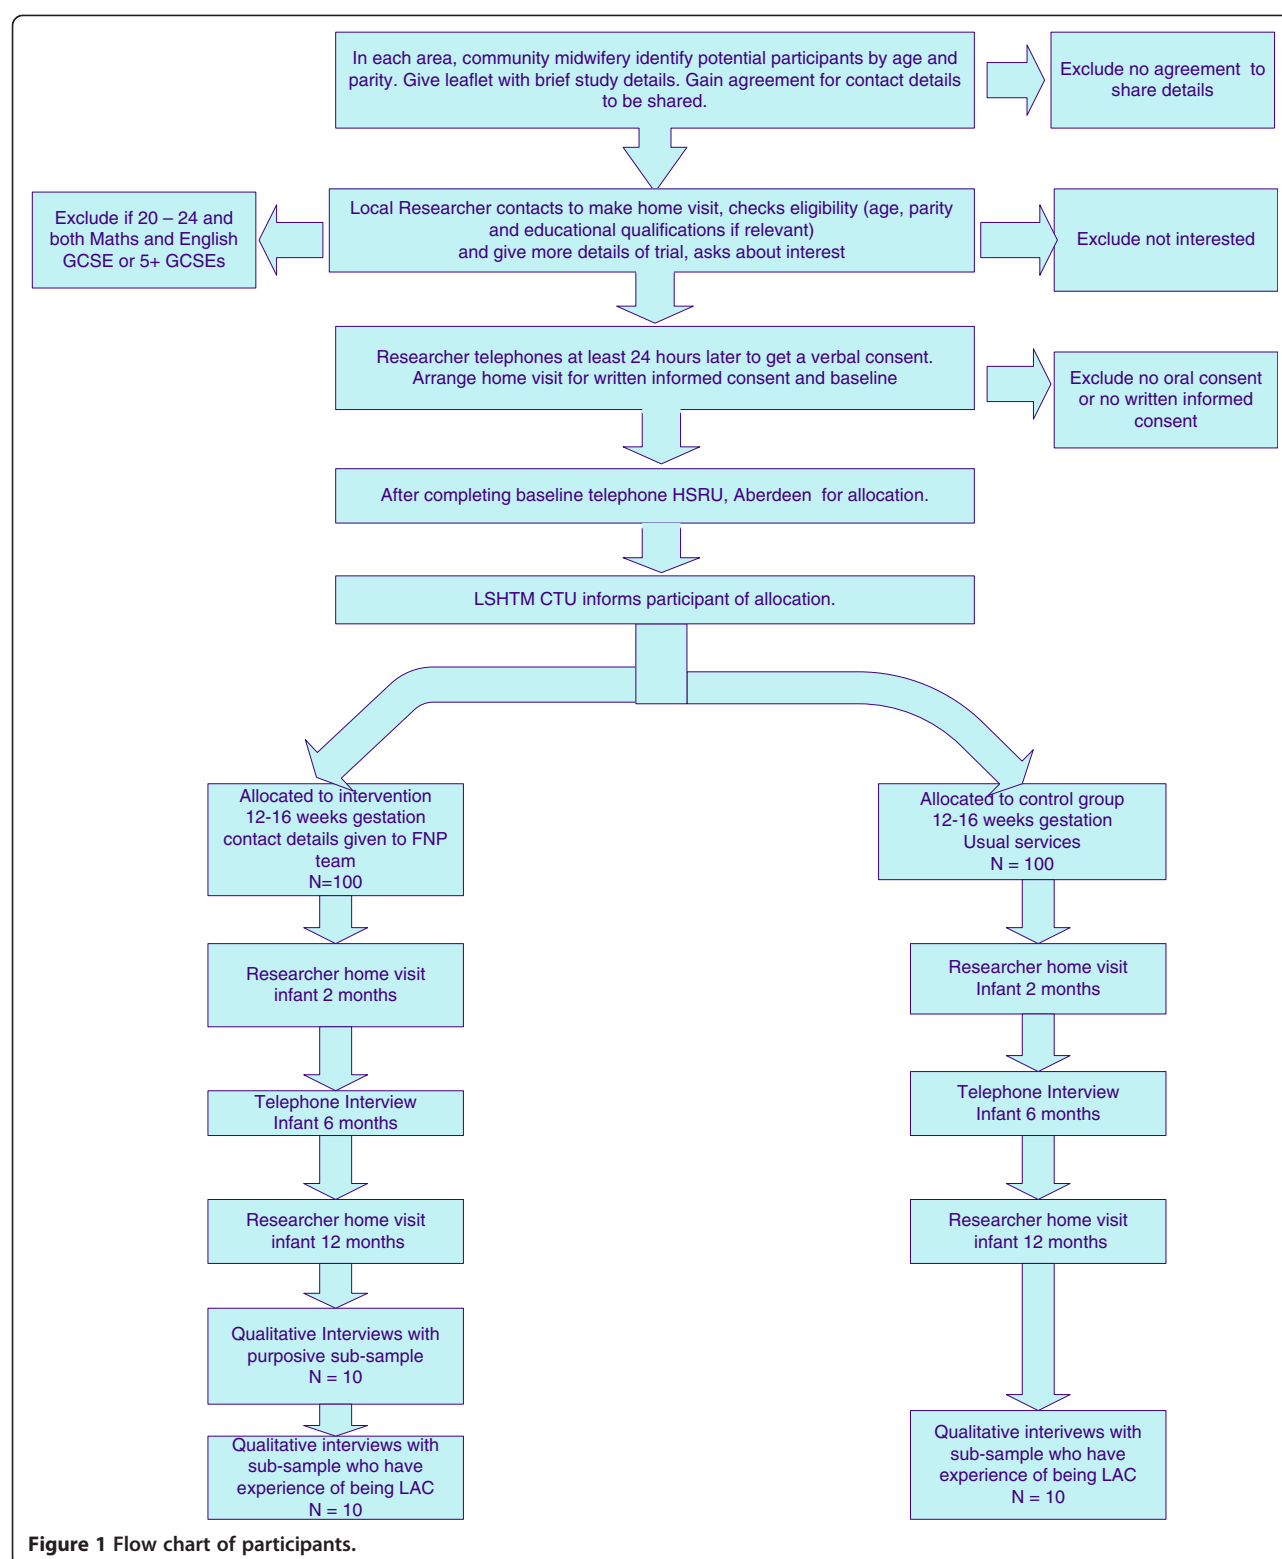 In each area, community midwifery identify potential participants by age and
parity. Give leaflet with brief study details. Gain agreement for contact details
to be shared.
Exclude no agreement to
share details
Exclude if 20 – 24 and
both Maths and English
GCSE or 5+ GCSEs
Local Researcher contacts to make home visit, checks eligibility (age, parity
and educational qualifications if relevant)
and give more details of trial, asks about interest
Exclude not interested
Researcher telephones at least 24 hours later to get a verbal consent.
Arrange home visit for written informed consent and baseline
Exclude no oral consent
or no written informed
consent
After completing baseline telephone HSRU, Aberdeen for allocation.
LSHTM CTU informs participant of allocation.
Allocated to intervention
12-16 weeks gestation
contact details given to FNP
team
N=100
Allocated to control group
12-16 weeks gestation
Usual services
N = 100
Researcher home visit
infant 2 months
Researcher home visit
Infant 2 months
Telephone Interview
Infant 6 months
Telephone Interview
Infant 6 months
Researcher home visit
infant 12 months
Researcher home visit
infant 12 months
Qualitative Interviews with
purposive sub-sample
N = 10
Qualitative interviews with
sub-sample who have
experience of being LAC
N = 10
Qualitative interivews with
sub-sample who have
experience of being LAC
N = 10
Figure 1 Flow chart of participants.